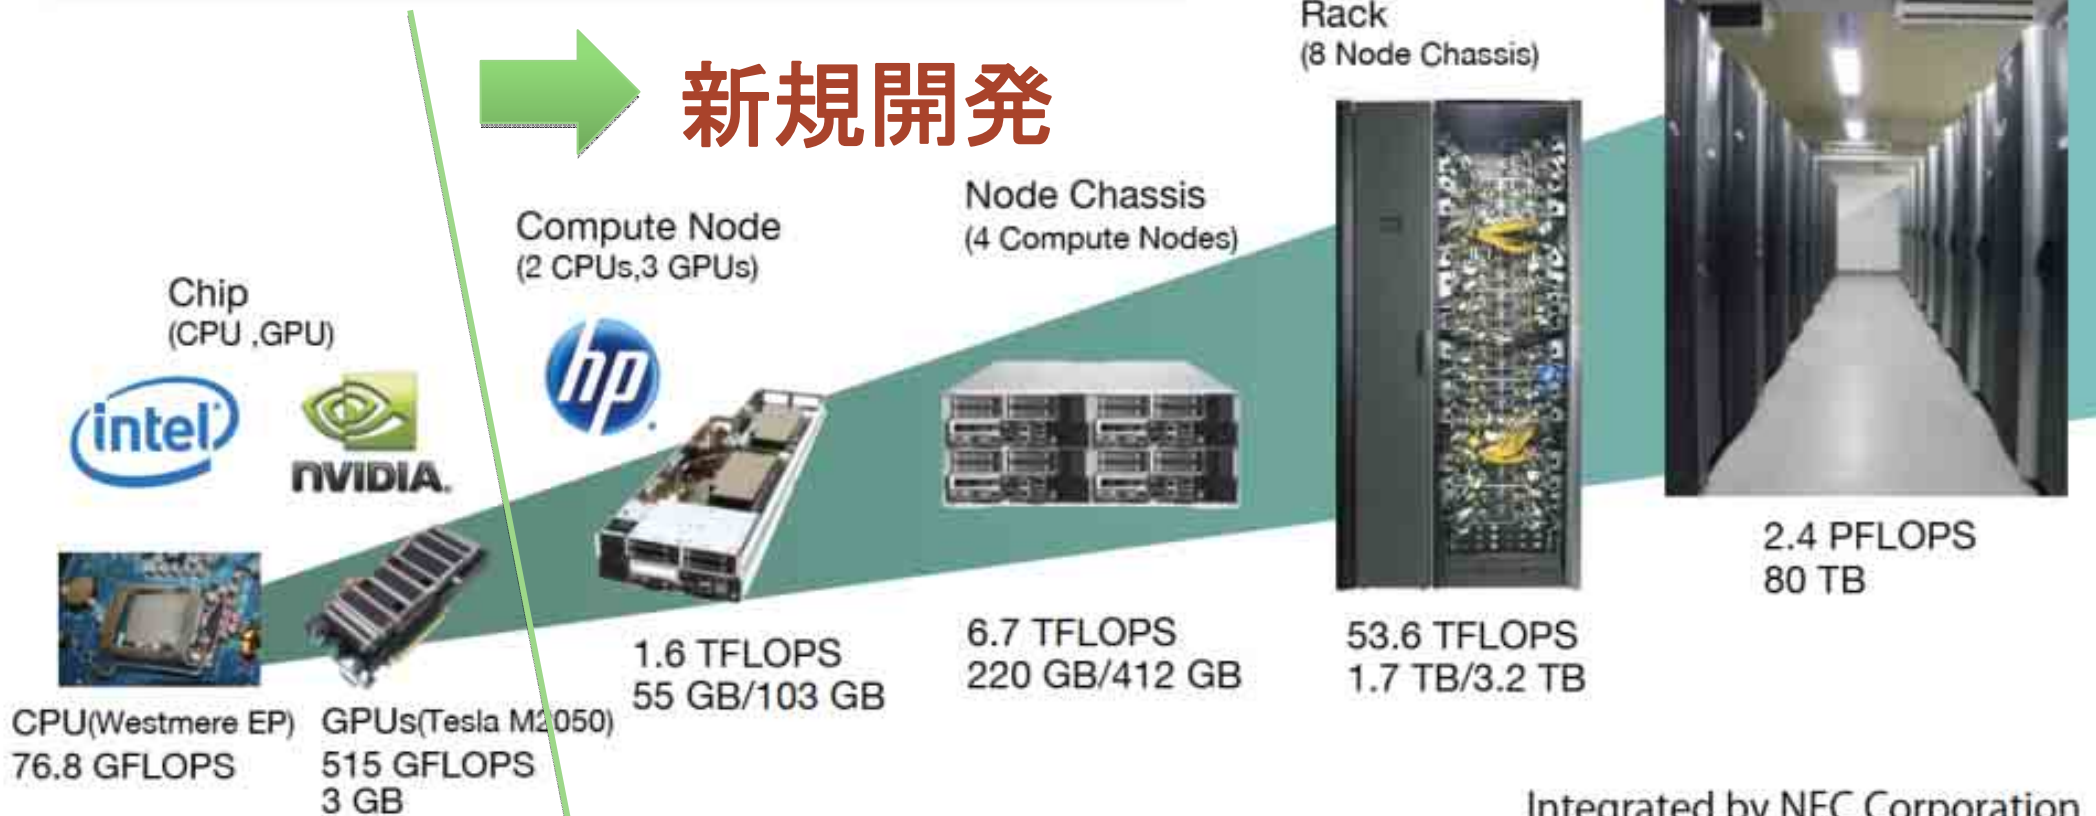 新規開発
Rack
(8 Node Chassis)
Node Chassis
(4 Compute Nodes)
Compute Node
(2 CPUs,3 GPUs)
Chip
(CPU ,GPU)
intel
nVIDIA.
hp
CPU(Westmere EP)
76.8 GFLOPS
GPUs(Tesla M2050)
515 GFLOPS
3 GB
1.6 TFLOPS
55 GB/103 GB
6.7 TFLOPS
220 GB/412 GB
53.6 TFLOPS
1.7 TB/3.2 TB
2.4 PFLOPS
80 TB
Integrated by NEC Corporation